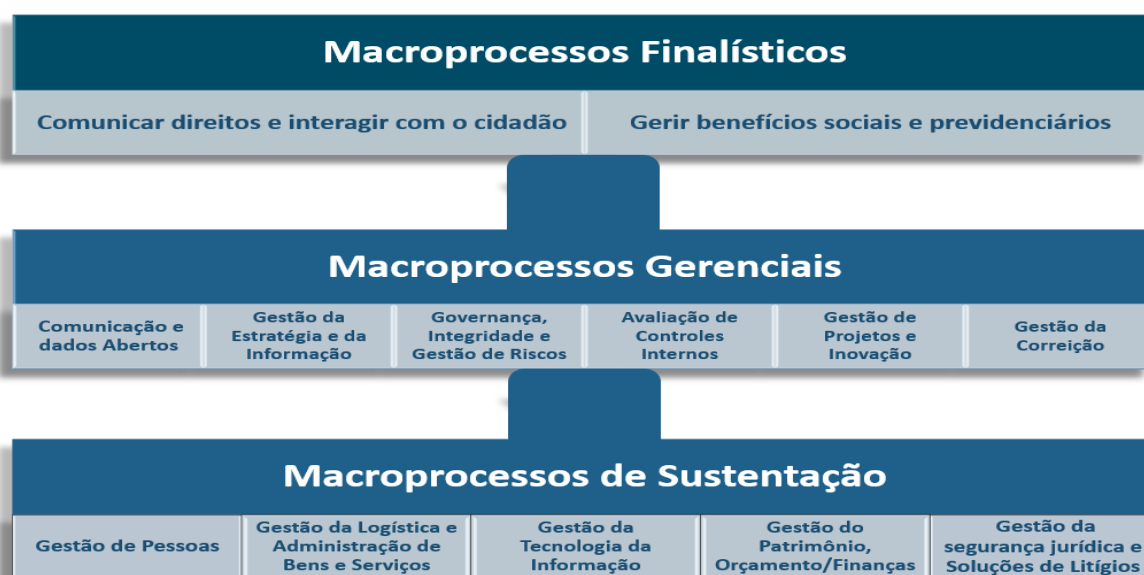 Macroprocessos Finalísticos
Comunicar direitos e interagir com o cidadão
Gerir benefícios sociais e previdenciários
Macroprocessos Gerenciais
Comunicação e
dados Abertos
Gestão da
Estratégia e da
Informação
Governança,
Integridade e
Gestão de Riscos
Avaliação de
Controles
Internos
Gestão de
Projetos e
Inovação
Gestão da
Correição
Macroprocessos de Sustentação
Gestão de Pessoas
Gestão da Logística e
Administração de
Bens e Serviços
Gestão da
Tecnologia da
Informação
Gestão do
Patrimônio,
Orçamento/Finanças
Gestão da
segurança jurídica e
Soluções de Litígios